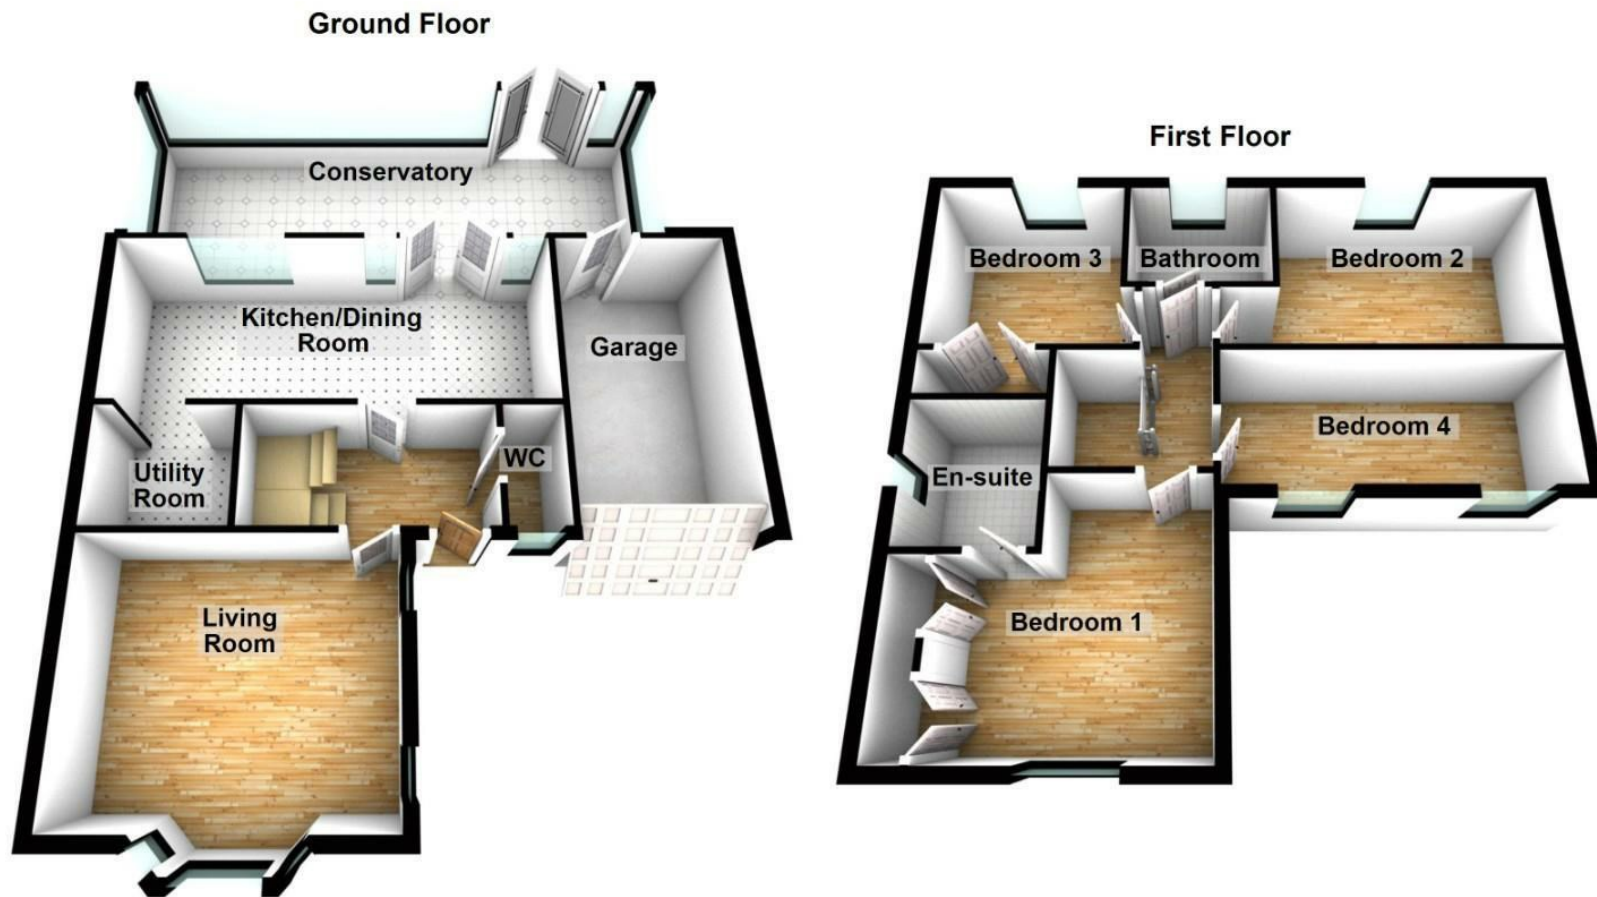 Ground Floor
Conservatory
Kitchen/Dining
Room
Garage
Utility
Room
WC
Living
Room
First Floor
Bedroom 3
Bathroom
Bedroom 2
Bedroom 4
En-suite
Bedroom 1